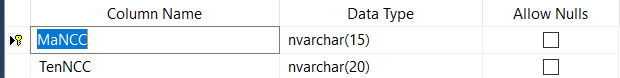 Column Name Data Type Allow Nulls
MaNCC nvarchar(15)
TenNCC nvarchar(20)